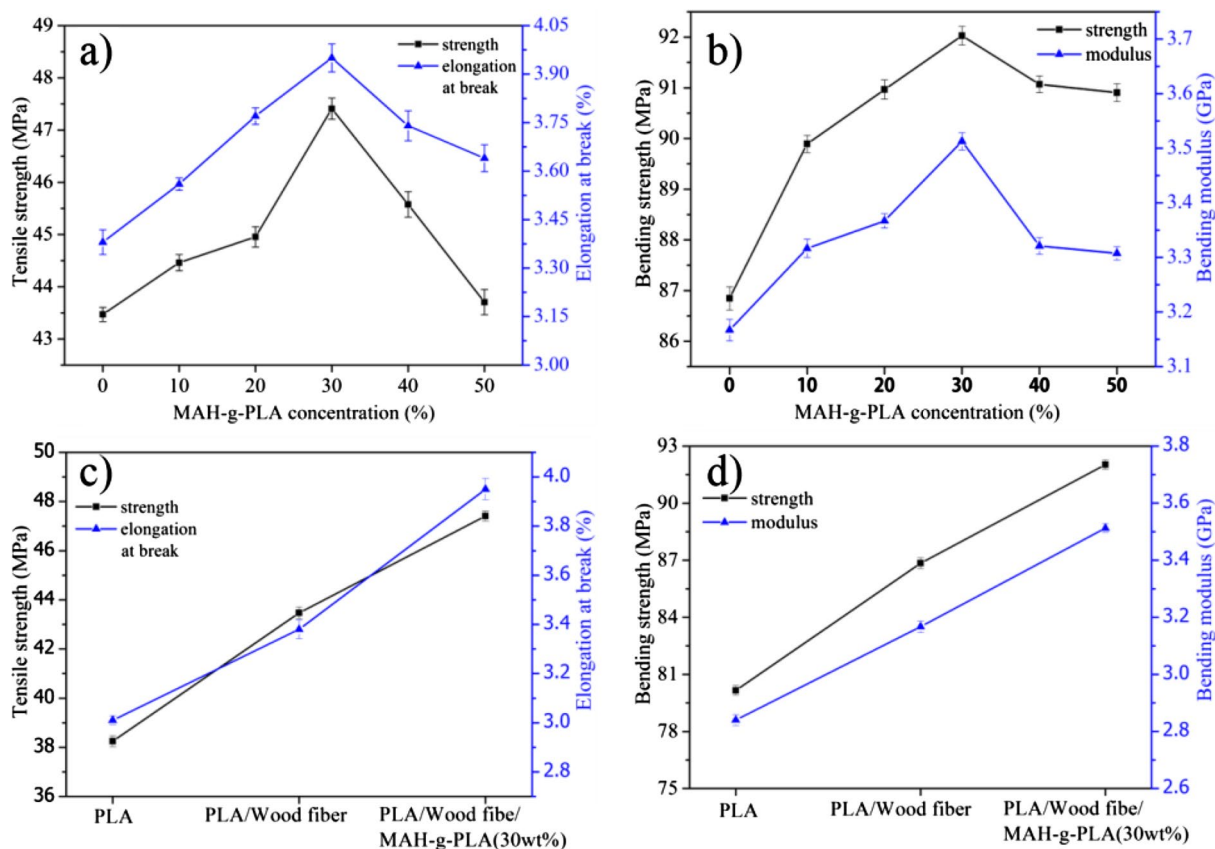 a)
strength
elongation
at break
Tensile strength (MPa)
49
48
47
46
45
44
43
Elongation at break (%)
4.05
3.90
3.75
3.60
3.45
3.30
3.15
3.00
0 10 20 30 40 50
MAH-g-PLA concentration (%)
b)
strength
modulus
Bending strength (MPa)
92
91
90
89
88
87
86
Bending modulus (GPa)
3.7
3.6
3.5
3.4
3.3
3.2
3.1
0 10 20 30 40 50
MAH-g-PLA concentration (%)
c)
strength
elongation
at break
Tensile strength (MPa)
50
48
46
44
42
40
38
36
Elongation at break (%)
4.0
3.8
3.6
3.4
3.2
3.0
2.8
PLA PLA/Wood fiber PLA/Wood fibe/
MAH-g-PLA(30wt%)
d)
strength
modulus
Bending strength (MPa)
93
90
87
84
81
78
75
Bending modulus (GPa)
3.8
3.6
3.4
3.2
3.0
2.8
2.6
PLA PLA/Wood fiber PLA/Wood fibe/
MAH-g-PLA(30wt%)